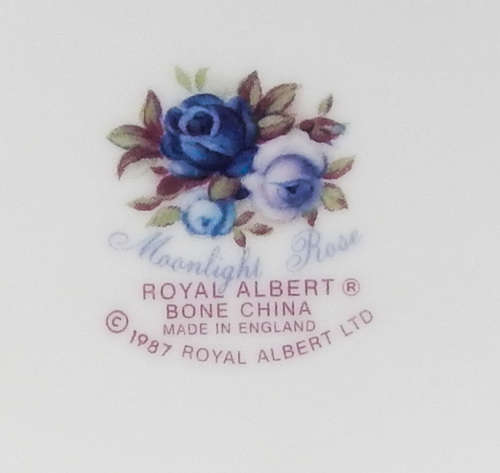 Moonlight Rose
ROYAL ALBERT ®
BONE CHINA
MADE IN ENGLAND
© 1987 ROYAL ALBERT LTD